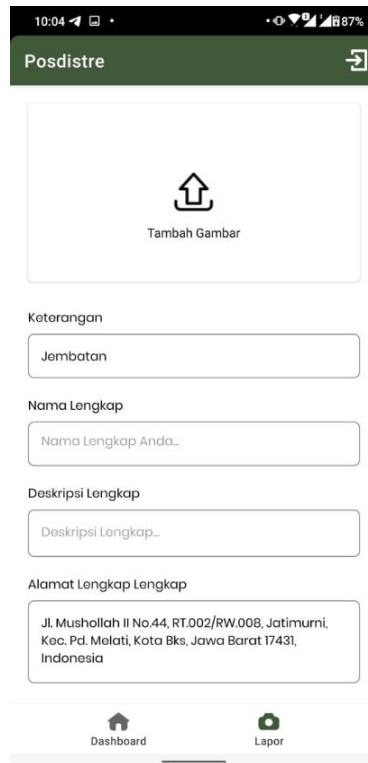 10:04
87%
Posdistre
Tambah Gambar
Keterangan
Jembatan
Nama Lengkap
Nama Lengkap Anda...
Deskripsi Lengkap
Deskripsi Lengkap...
Alamat Lengkap Lengkap
Jl. Mushollah II No.44, RT.002/RW.008, Jatimurni,
Kec. Pd. Melati, Kota Bks, Jawa Barat 17431,
Indonesia
Dashboard
Lapor